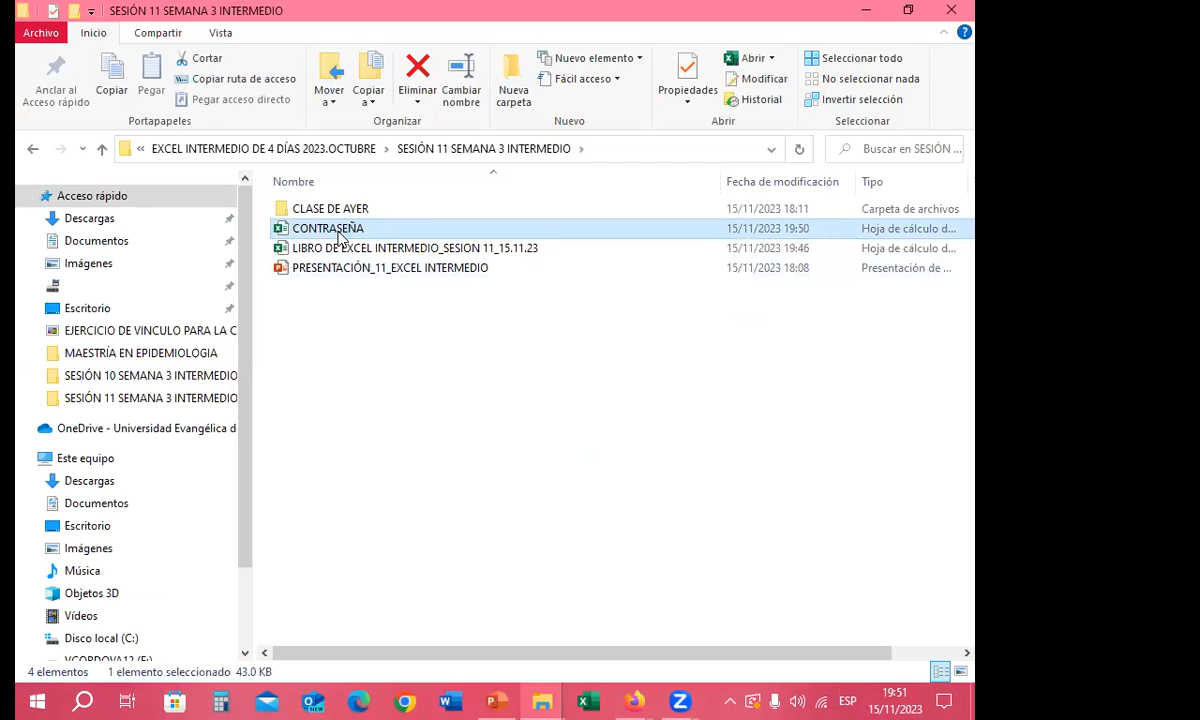 SESIÓN 11 SEMANA 3 INTERMEDIO
Archivo
Inicio
Compartir
Vista
Anclar al Acceso rápido
Copiar
Pegar
Cortar
Copiar ruta de acceso
Pegar acceso directo
Portapapeles
Mover a
Copiar a
Eliminar
Cambiar nombre
Organizar
Nueva carpeta
Nuevo elemento
Fácil acceso
Nuevo
Propiedades
Abrir
Modificar
Historial
Abrir
Seleccionar todo
No seleccionar nada
Invertir selección
Seleccionar
« EXCEL INTERMEDIO DE 4 DÍAS 2023.OCTUBRE > SESIÓN 11 SEMANA 3 INTERMEDIO >
Buscar en SESIÓN ...
Nombre
Fecha de modificación
Tipo
CLASE DE AYER 15/11/2023 18:11 Carpeta de archivos
CONTRASEÑA 15/11/2023 19:50 Hoja de cálculo d...
LIBRO DE EXCEL INTERMEDIO_SESION 11_15.11.23 15/11/2023 19:46 Hoja de cálculo d...
PRESENTACIÓN_11_EXCEL INTERMEDIO 15/11/2023 18:08 Presentación de ...
Acceso rápido
Descargas
Documentos
Imágenes
Escritorio
EJERCICIO DE VINCULO PARA LA C
MAESTRÍA EN EPIDEMIOLOGIA
SESIÓN 10 SEMANA 3 INTERMEDIO
SESIÓN 11 SEMANA 3 INTERMEDIO
OneDrive - Universidad Evangélica d
Este equipo
Descargas
Documentos
Escritorio
Imágenes
Música
Objetos 3D
Vídeos
Disco local (C:)
VCORDOVA12 (E:)
4 elementos
1 elemento seleccionado 43.0 KB
ESP
19:51
15/11/2023